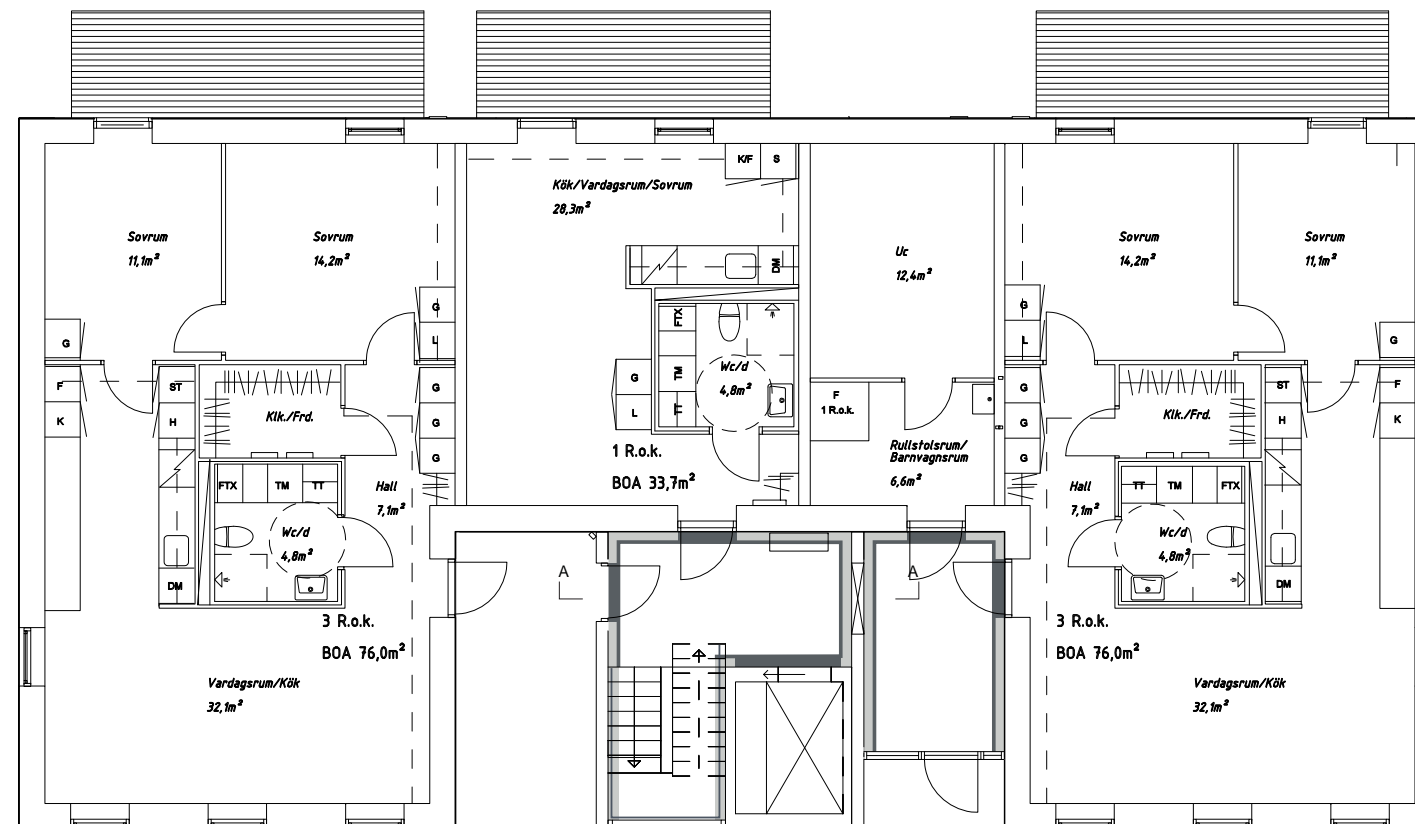 K/F
S
Kök/Vardagsrum/Sovrum
28,3m²
Sovrum
11,1m²
Sovrum
14,2m²
DM
Uc
12,4m²
Sovrum
14,2m²
Sovrum
11,1m²
G
L
G
FTX
TM
TT
Wc/d
4,8m²
G
L
G
L
G
F
K
ST
H
Klk./Frd.
G
G
G
F
1 R.o.k.
G
G
G
Klk./Frd.
ST
H
F
K
1 R.o.k.
BOA 33,7m²
Rullstolsrum/
Barnvagnsrum
6,6m²
FTX
TM
TT
Hall
7,1m²
Wc/d
4,8m²
DM
Hall
7,1m²
TT
TM
FTX
Wc/d
4,8m²
DM
A
A
3 R.o.k.
BOA 76,0m²
3 R.o.k.
BOA 76,0m²
Vardagsrum/Kök
32,1m²
Vardagsrum/Kök
32,1m²